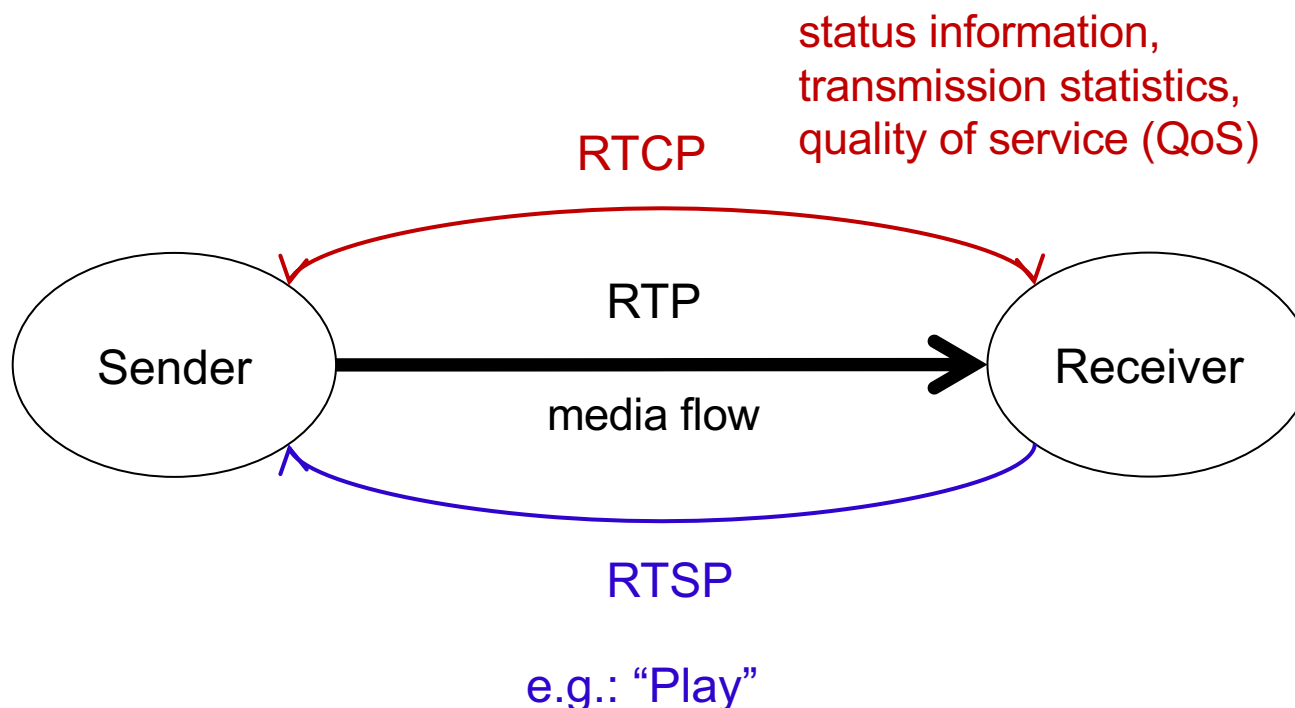 status information,
transmission statistics,
quality of service (QoS)
RTCP
RTP
Sender
Receiver
media flow
RTSP
e.g.: “Play”